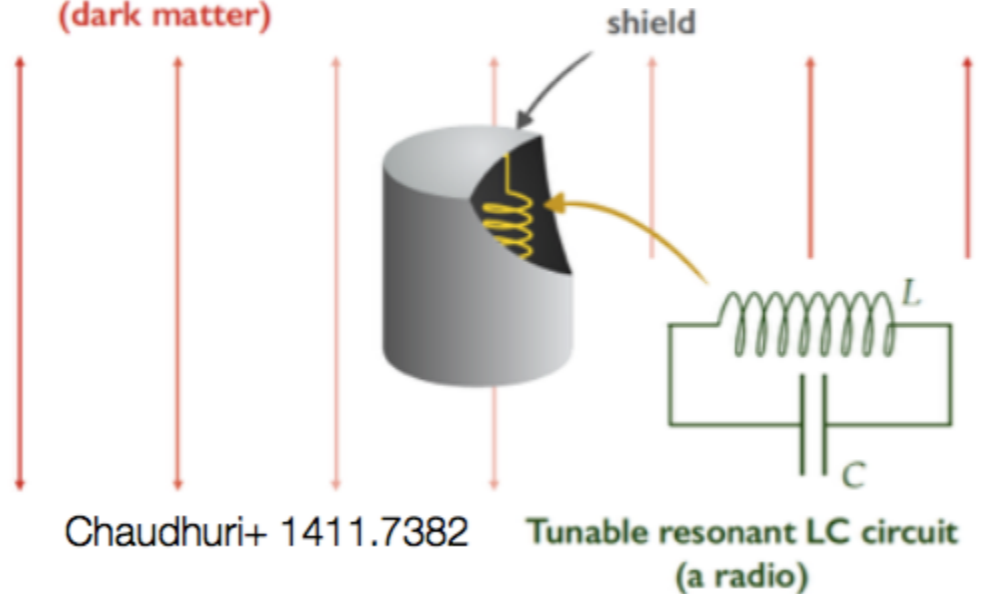 (dark matter)
shield
L
C
Chaudhuri+ 1411.7382
Tunable resonant LC circuit
(a radio)